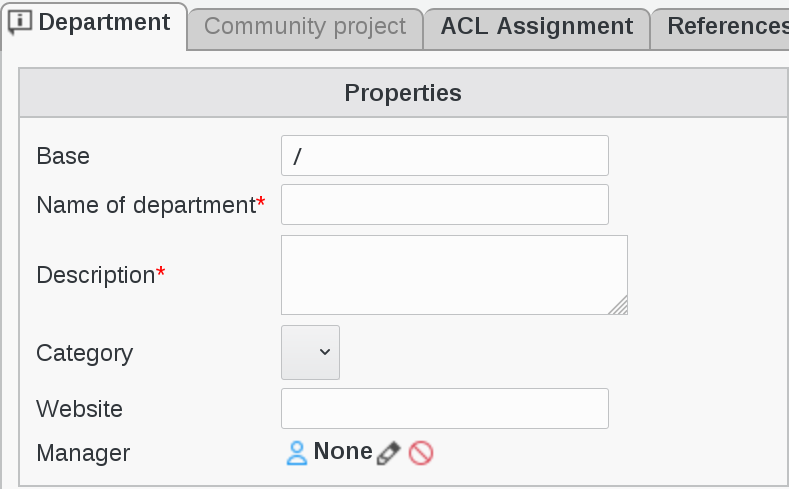 Department Community project ACL Assignment References
Properties
Base /
Name of department*
Description*
Category
Website
Manager None